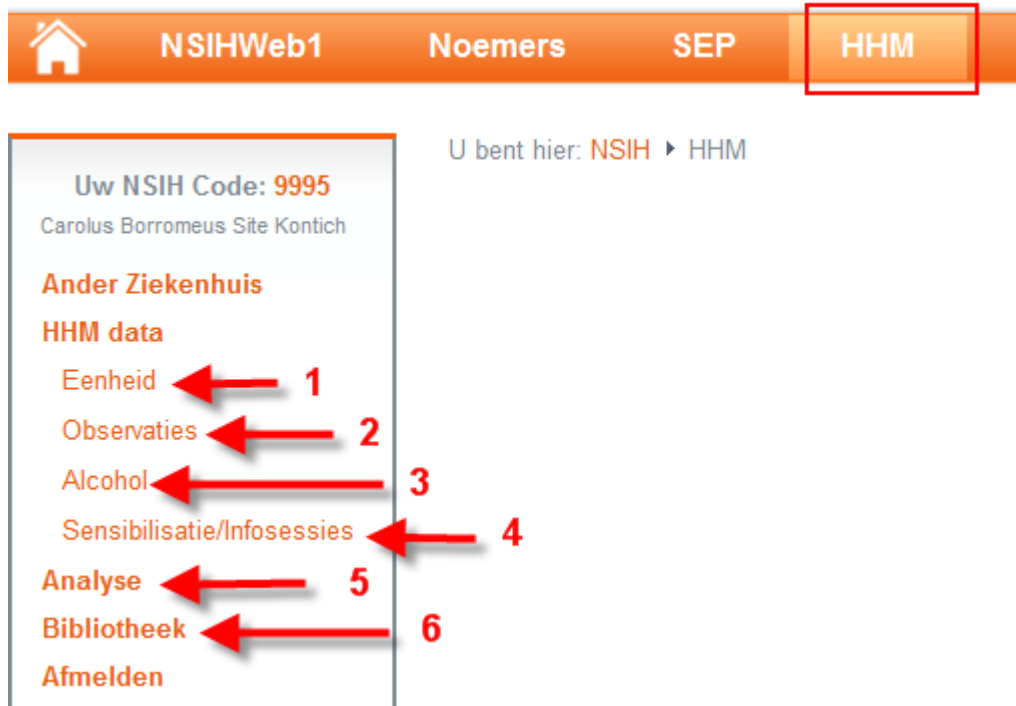 NSIHWeb1 Noemers SEP HHM
U bent hier: NSIH HHM
Uw NSIH Code: 9995
Carolus Borromeus Site Kontich
Ander Ziekenhuis
HHM data
Eenheid 1
Observaties 2
Alcohol 3
Sensibilisatie/Infosessies 4
Analyse 5
Bibliotheek 6
Afmelden